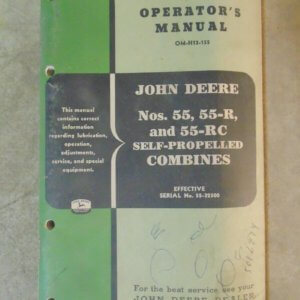 OPERATOR'S
MANUAL
OM-H13-155
This manual
contains correct
information
regarding lubrication,
operation,
adjustments,
service, and special
equipment.
JOHN DEERE
Nos. 55, 55-R,
and 55-RC
SELF-PROPELLED
COMBINES
EFFECTIVE
SERIAL No. 55-22500
For the best service see your
JOHN DEERE DEALER